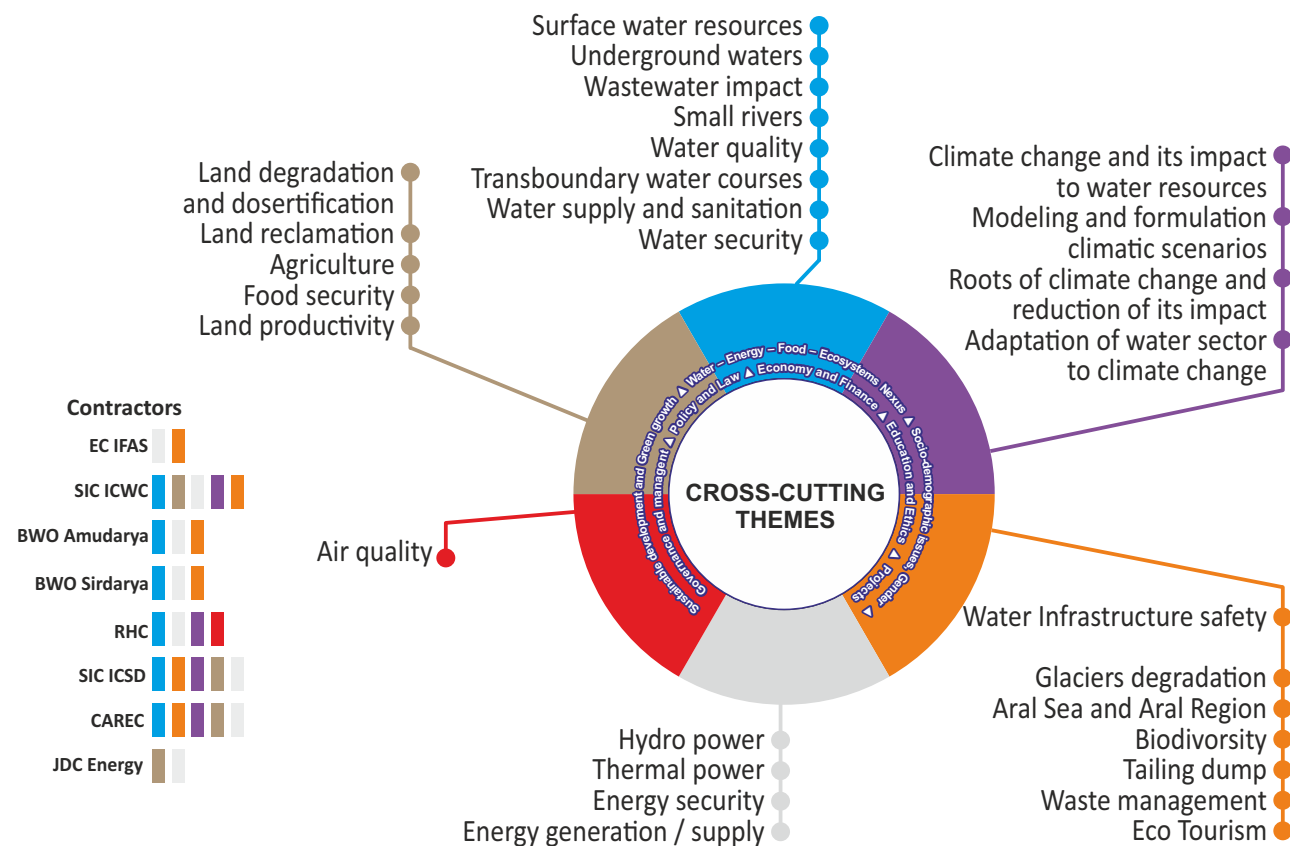 Surface water resources
Underground waters
Wastewater impact
Small rivers
Water quality
Transboundary water courses
Water supply and sanitation
Water security
Land degradation
and dosertification
Land reclamation
Agriculture
Food security
Land productivity
Climate change and its impact
to water resources
Modeling and formulation
climatic scenarios
Roots of climate change and
reduction of its impact
Adaptation of water sector
to climate change
Contractors
EC IFAS
SIC ICWC
BWO Amudarya
BWO Sirdarya
RHC
SIC ICSD
CAREC
JDC Energy
Air quality
Sustainable development and Green growth ▲ Water – Energy – Food – Ecosystems Nexus ▲ Socio-demographic issues, Gender ▲
Governance and managent ▲ Policy and Law ▲ Economy and Finance ▲ Education and Ethics ▲ Projects
CROSS-CUTTING
THEMES
Hydro power
Thermal power
Energy security
Energy generation / supply
Water Infrastructure safety
Glaciers degradation
Aral Sea and Aral Region
Biodivorsity
Tailing dump
Waste management
Eco Tourism